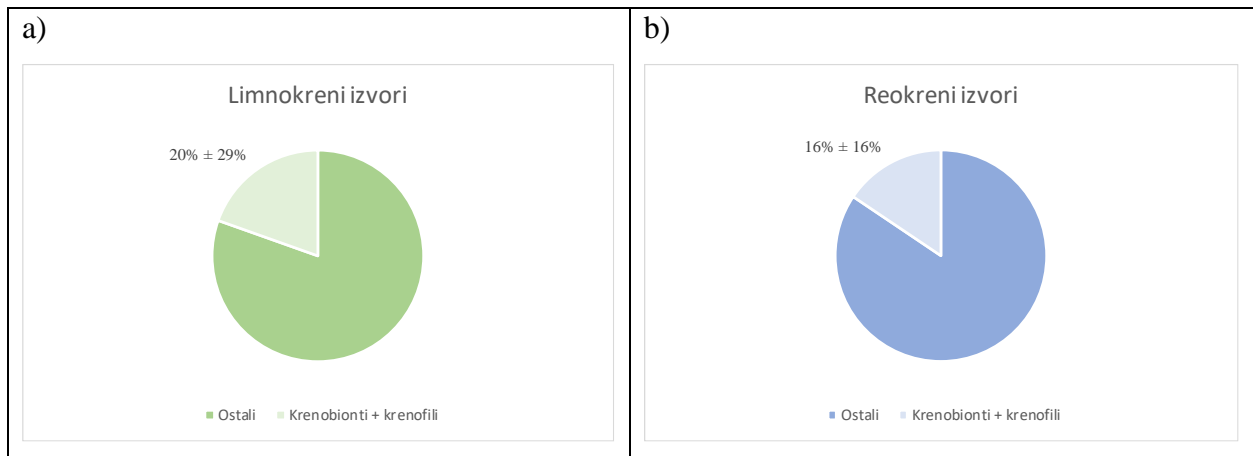 a)
Limnokreni izvori
20% ± 29%
Ostali Krenobionti + krenofili
b)
Reokreni izvori
16% ± 16%
Ostali Krenobionti + krenofili